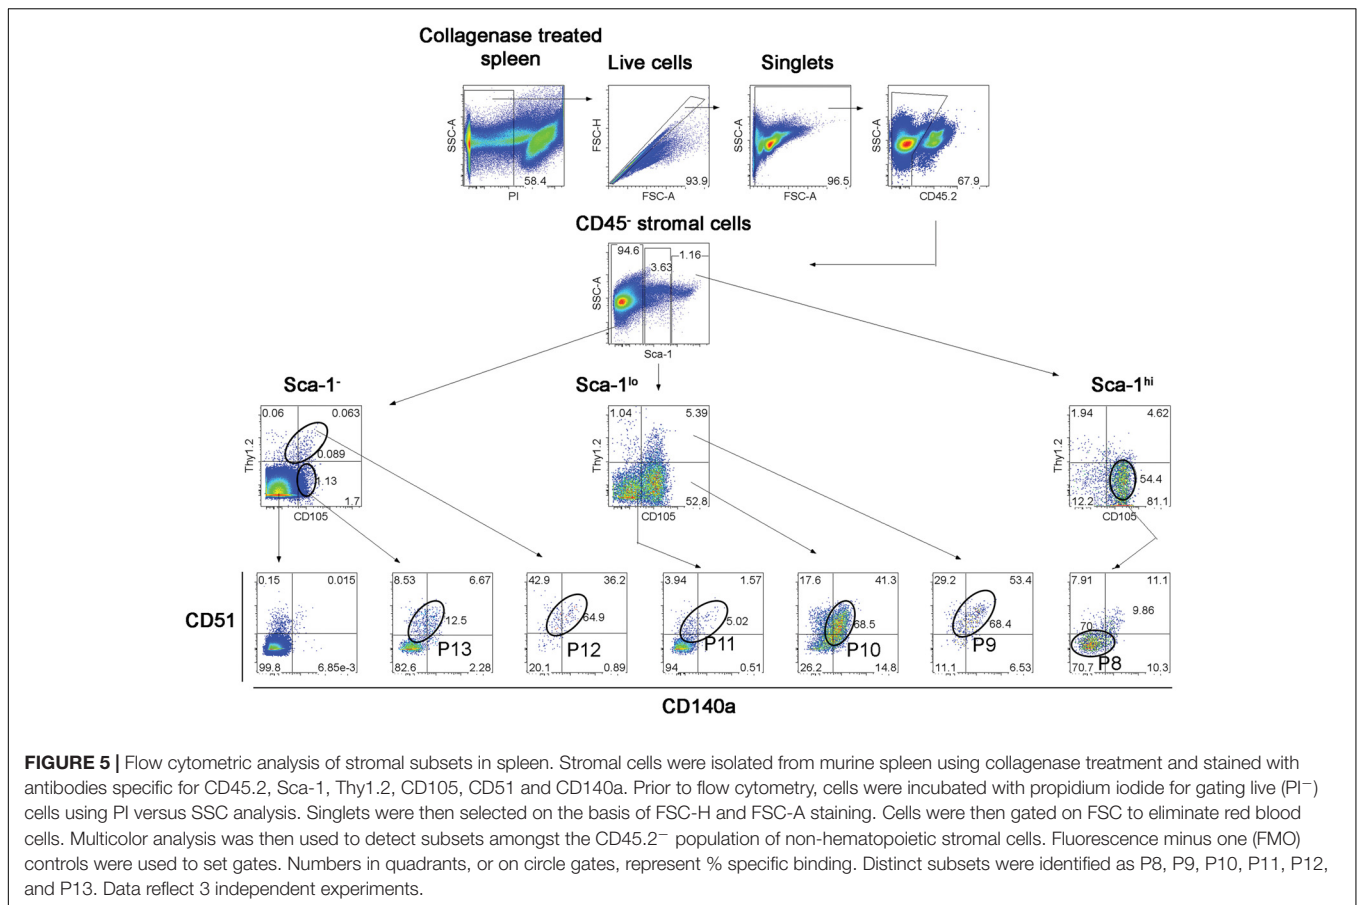 Collagenase treated
spleen
Live cells
Singlets
SSC-A
58.4
PI
FSC-H
93.9
FSC-A
SSC-A
96.5
FSC-A
SSC-A
67.9
CD45.2
CD45- stromal cells
94.6
3.63
1.16
SSC-A
Sca-1
Sca-1-
Sca-1lo
Sca-1hi
0.06 0.063
Thy1.2
0.089
1.13
1.7
CD105
1.04 5.39
Thy1.2
52.8
CD105
1.94 4.62
Thy1.2
54.4
12.2 81.1
CD105
CD51
0.15 0.015
99.8 6.85e-3
8.53 6.67
12.5
P13
82.6 2.28
42.9 36.2
64.9
P12
20.1 0.89
3.94 1.57
5.02
P11
94 0.51
17.6 41.3
68.5
P10
26.2 14.8
29.2 53.4
68.4
P9
11.1 6.53
7.91 11.1
9.86
70
P8
70.7 10.3
CD140a
FIGURE 5 | Flow cytometric analysis of stromal subsets in spleen. Stromal cells were isolated from murine spleen using collagenase treatment and stained with
antibodies specific for CD45.2, Sca-1, Thy1.2, CD105, CD51 and CD140a. Prior to flow cytometry, cells were incubated with propidium iodide for gating live (PI−)
cells using PI versus SSC analysis. Singlets were then selected on the basis of FSC-H and FSC-A staining. Cells were then gated on FSC to eliminate red blood
cells. Multicolor analysis was then used to detect subsets amongst the CD45.2− population of non-hematopoietic stromal cells. Fluorescence minus one (FMO)
controls were used to set gates. Numbers in quadrants, or on circle gates, represent % specific binding. Distinct subsets were identified as P8, P9, P10, P11, P12,
and P13. Data reflect 3 independent experiments.